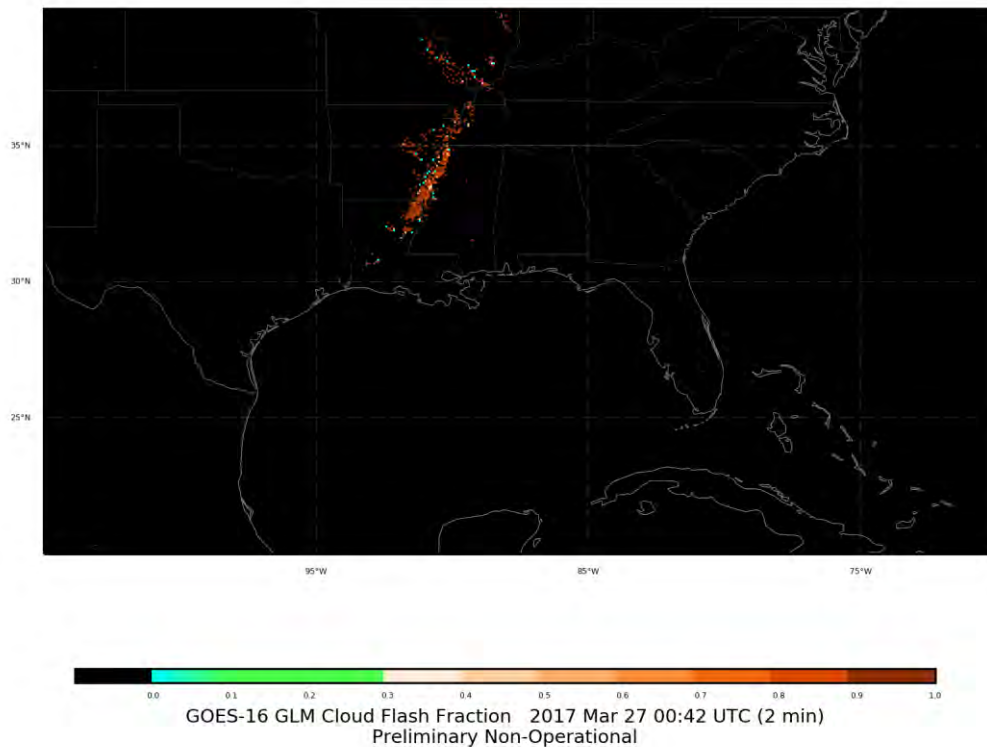 35°N
30°N
25°N
95°W 85°W 75°W
0.0 0.1 0.2 0.3 0.4 0.5 0.6 0.7 0.8 0.9 1.0
GOES-16 GLM Cloud Flash Fraction 2017 Mar 27 00:42 UTC (2 min)
Preliminary Non-Operational